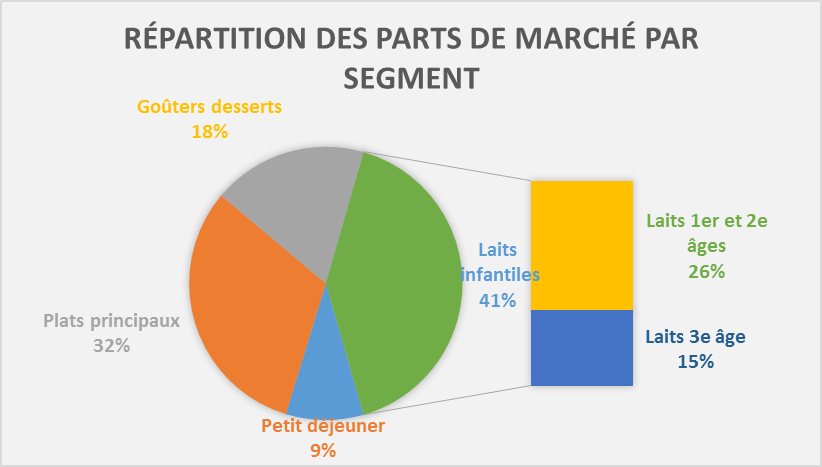 RÉPARTITION DES PARTS DE MARCHÉ PAR
SEGMENT
Goûters desserts
18%
Laits 1er et 2e
âges
26%
Laits
infantiles
41%
Plats principaux
32%
Laits 3e âge
15%
Petit déjeuner
9%